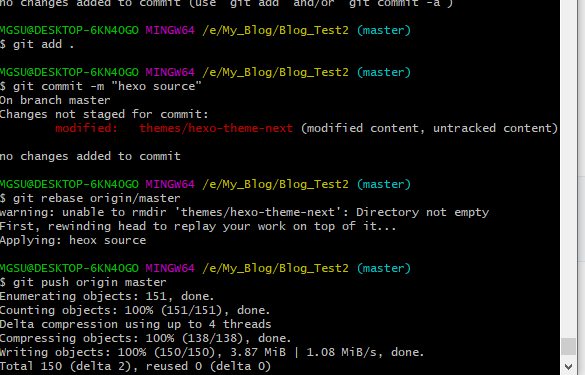 no changes added to commit (use "git add" and/or "git commit -a")
MGSU@DESKTOP-6KN4OGO MINGW64 /e/My_Blog/Blog_Test2 (master)
$ git add .
MGSU@DESKTOP-6KN4OGO MINGW64 /e/My_Blog/Blog_Test2 (master)
$ git commit -m "hexo source"
On branch master
Changes not staged for commit:
modified: themes/hexo-theme-next (modified content, untracked content)
no changes added to commit
MGSU@DESKTOP-6KN4OGO MINGW64 /e/My_Blog/Blog_Test2 (master)
$ git rebase origin/master
warning: unable to rmdir 'themes/hexo-theme-next': Directory not empty
First, rewinding head to replay your work on top of it...
Applying: heox source
MGSU@DESKTOP-6KN4OGO MINGW64 /e/My_Blog/Blog_Test2 (master)
$ git push origin master
Enumerating objects: 151, done.
Counting objects: 100% (151/151), done.
Delta compression using up to 4 threads
Compressing objects: 100% (138/138), done.
Writing objects: 100% (150/150), 3.87 MiB | 1.08 MiB/s, done.
Total 150 (delta 2), reused 0 (delta 0)